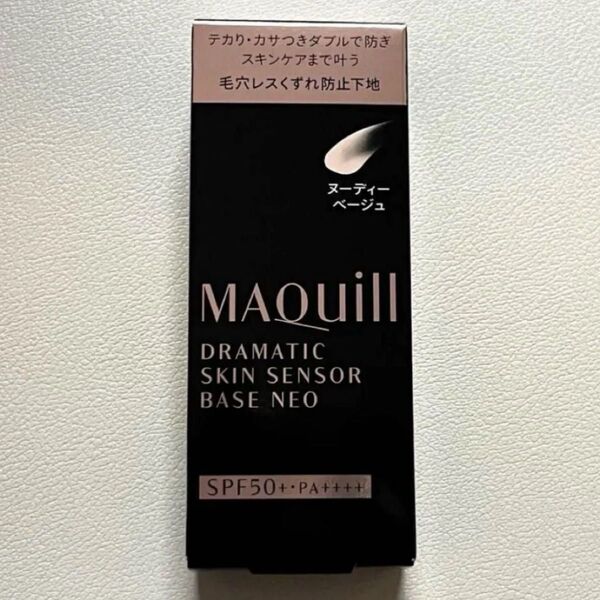 テカリ・カサつきダブルで防ぎ
スキンケアまで叶う
毛穴レスくずれ防止下地
ヌーディー
ベージュ
MAQuill
DRAMATIC
SKIN SENSOR
BASE NEO
SPF50+・PA++++